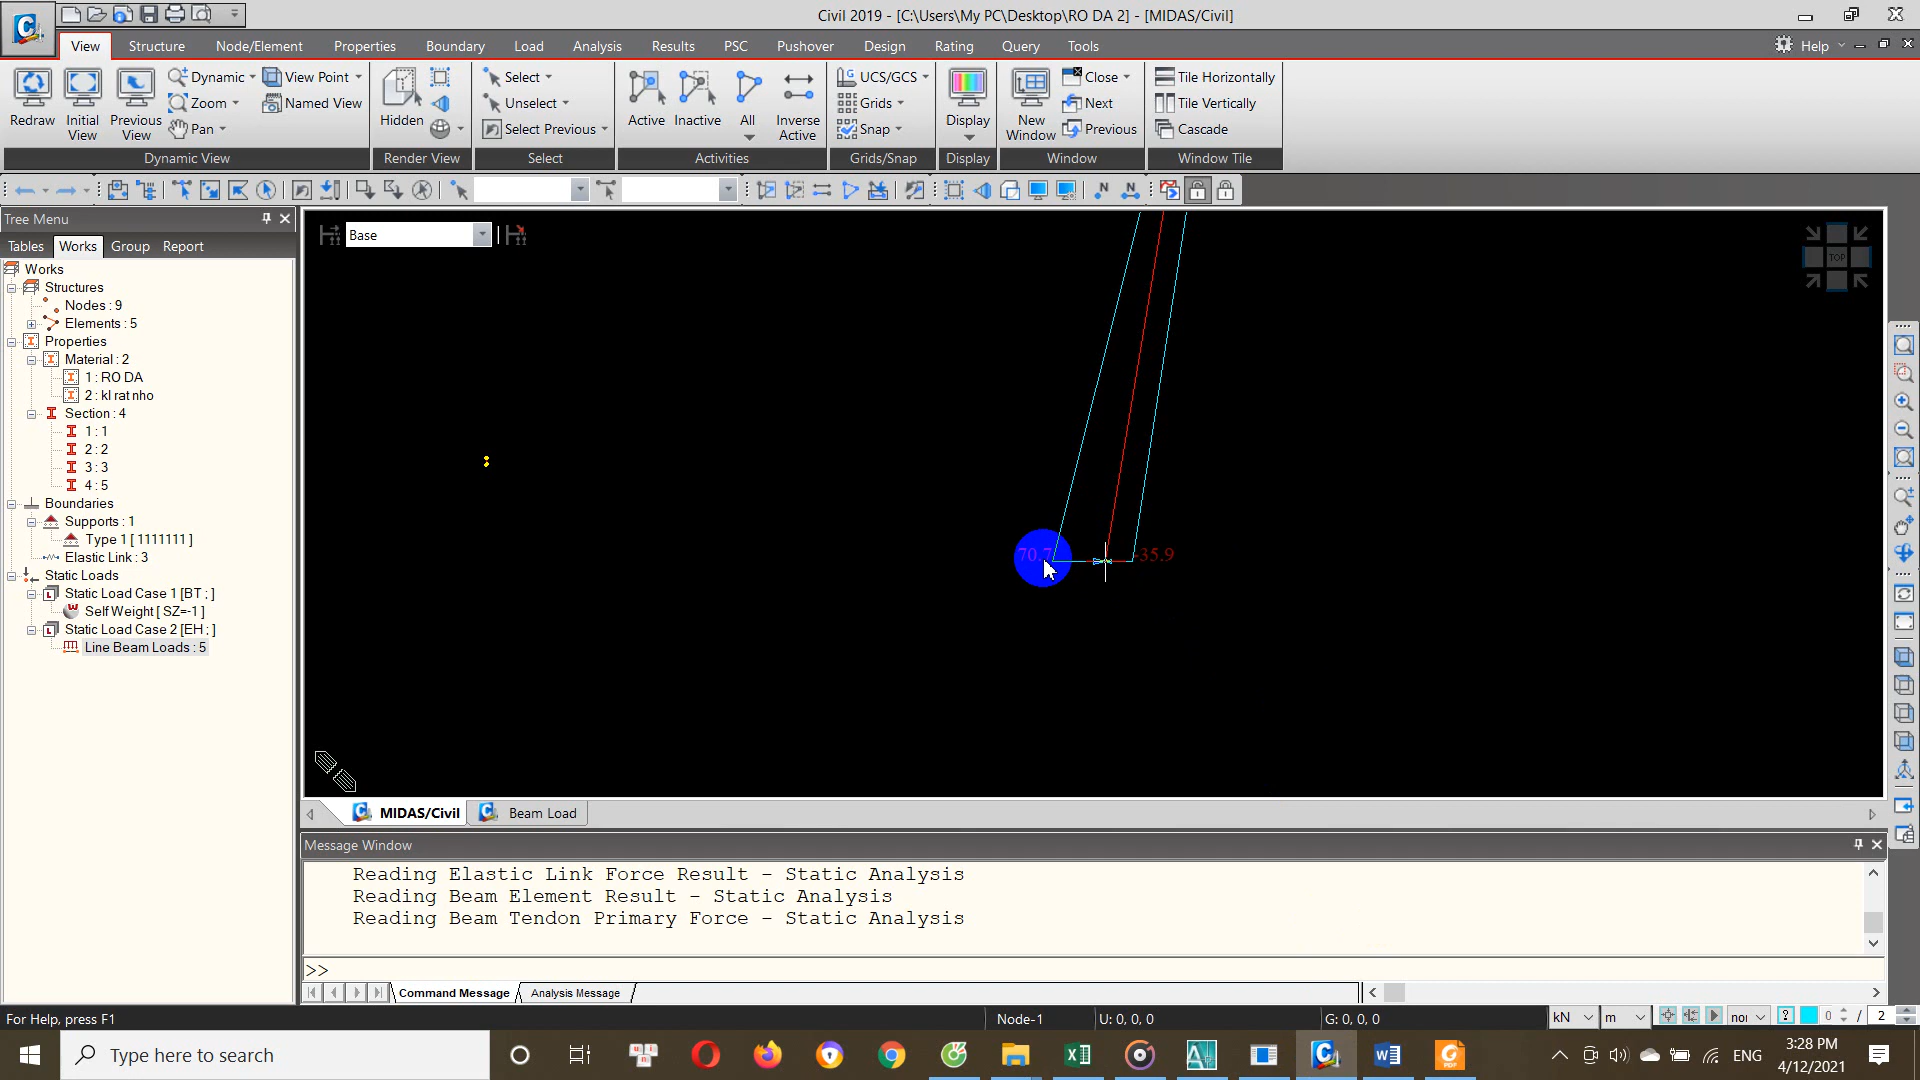 Civil 2019 - [C:\Users\My PC\Desktop\RO DA 2] - [MIDAS/Civil]
View Structure Node/Element Properties Boundary Load Analysis Results PSC Pushover Design Rating Query Tools Help
Redraw Initial View Previous View Dynamic Zoom Pan View Point Named View
Hidden Select Unselect Select Previous
Active Inactive All Inverse Active
UCS/GCS Grids Snap Display
New Window Close Next Previous
Tile Horizontally Tile Vertically Cascade
Dynamic View Render View Select Activities Grids/Snap Display Window Window Tile
Tree Menu
Tables Works Group Report
Works
Structures
Nodes : 9
Elements : 5
Properties
Material : 2
1 : RO DA
2 : kl rat nho
Section : 4
1 : 1
2 : 2
3 : 3
4 : 5
Boundaries
Supports : 1
Type 1 [ 1111111 ]
Elastic Link : 3
Static Loads
Static Load Case 1 [BT ; ]
Self Weight [ SZ=-1 ]
Static Load Case 2 [EH ; ]
Line Beam Loads : 5
Base
TOP
70.7
-35.9
MIDAS/Civil Beam Load
Message Window
Reading Elastic Link Force Result - Static Analysis
Reading Beam Element Result - Static Analysis
Reading Beam Tendon Primary Force - Static Analysis
>>
Command Message Analysis Message
For Help, press F1 Node-1 U: 0, 0, 0 G: 0, 0, 0 kN m nor 0 / 2
Type here to search
ENG 3:28 PM
4/12/2021